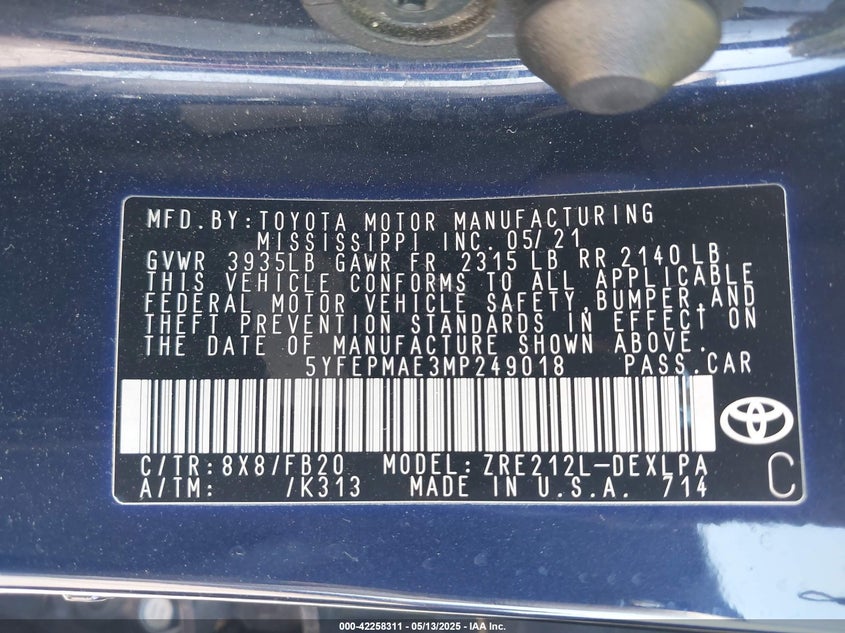 MFD.BY:TOYOTA MOTOR MANUFACTURING
MISSISSIPPI INC. 05/21
GVWR 3935LB GAWR FR 2315 LB RR 2140LB
THIS VEHICLE CONFORMS TO ALL APPLICABLE
FEDERAL MOTOR VEHICLE SAFETY,BUMPER,AND
THEFT PREVENTION STANDARDS IN EFFECT ON
THE DATE OF MANUFACTURE SHOWN ABOVE.
5YFEPMAE3MP249018 PASS.CAR
C/TR:8X8/FB20 MODEL:ZRE212L-DEXLPA
A/TM: /K313 MADE IN U.S.A. 714
C
000-42258311 - 05/13/2025 - IAA Inc.